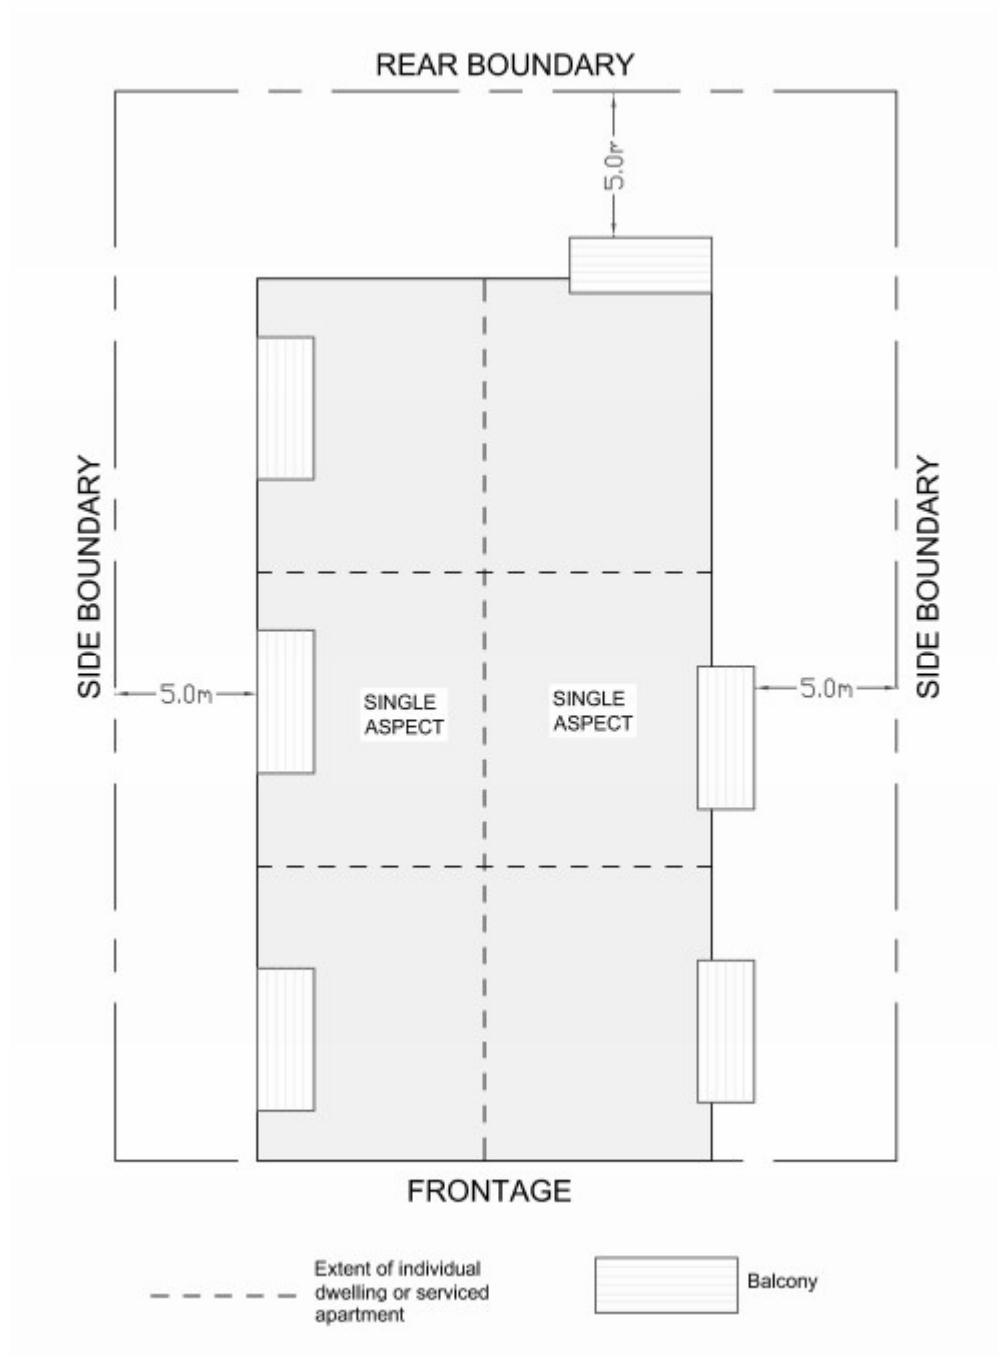 REAR BOUNDARY
5.0m
SIDE BOUNDARY
SIDE BOUNDARY
5.0m
SINGLE
ASPECT
SINGLE
ASPECT
5.0m
FRONTAGE
Extent of individual
dwelling or serviced
apartment
Balcony